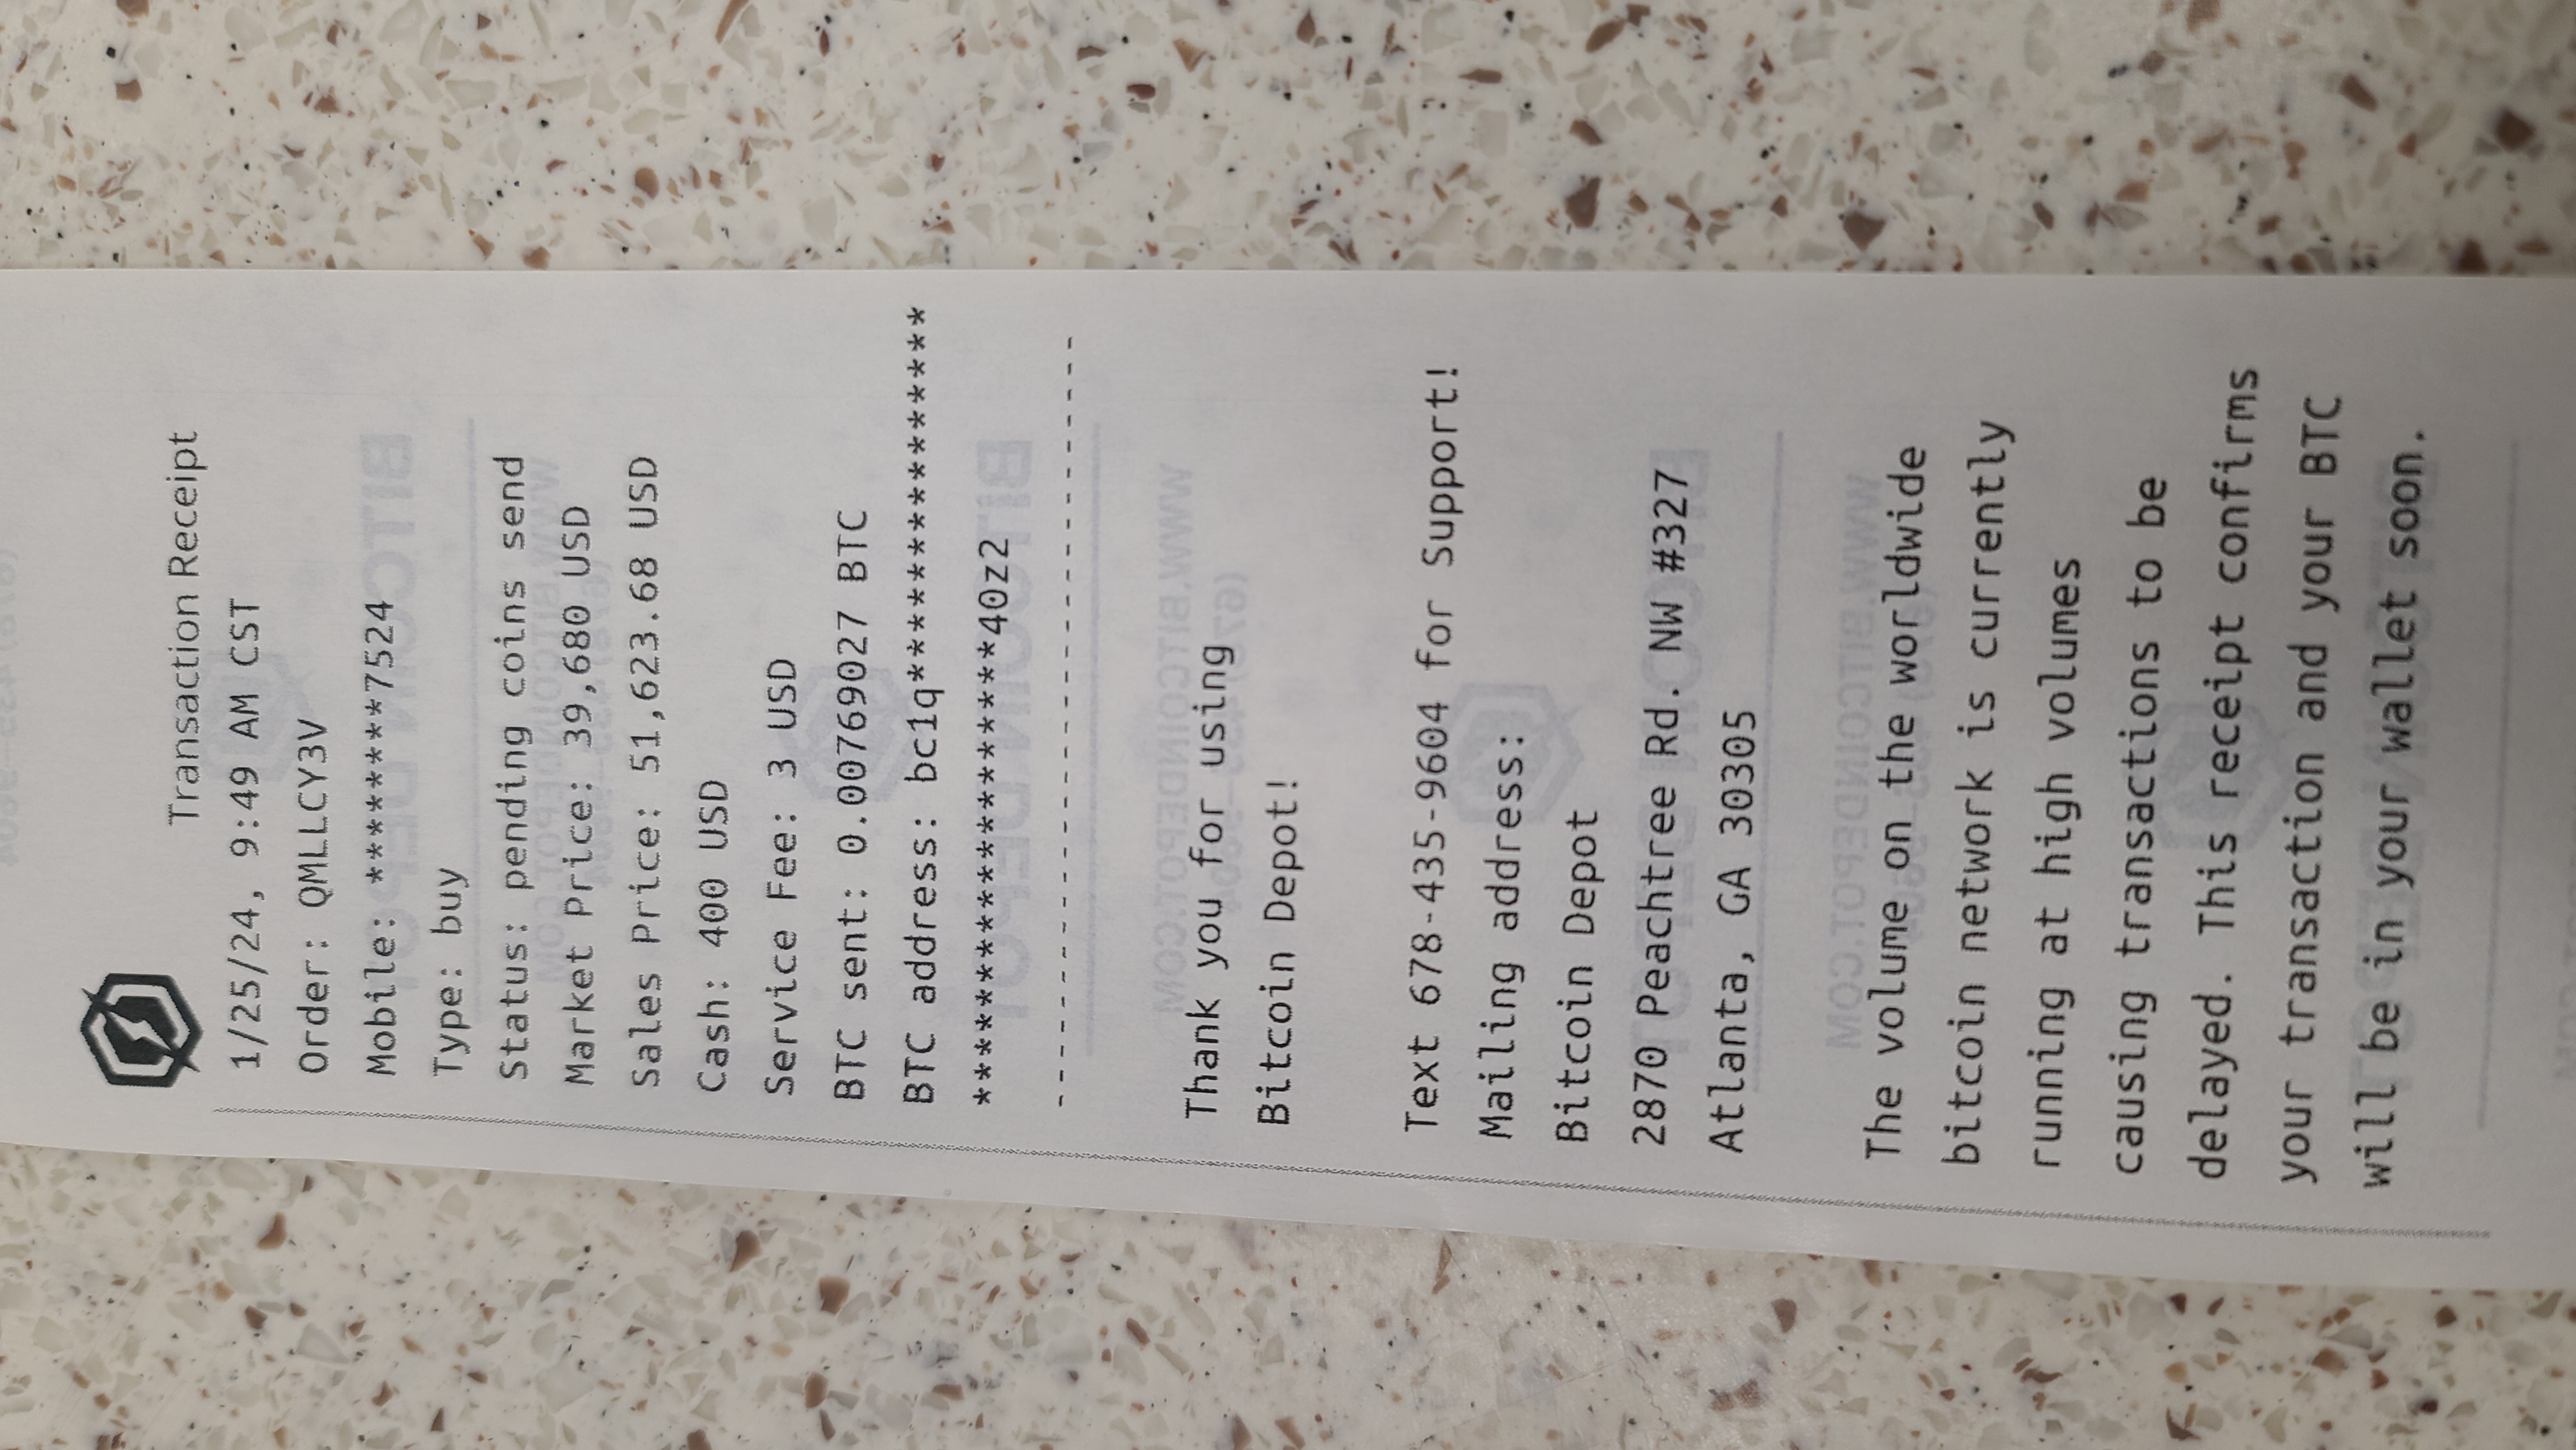 Transaction Receipt
1/25/24, 9:49 AM CST
Order: QMLLCY3V
Mobile: ********7524
Type: buy
Status: pending coins send
Market Price: 39,680 USD
Sales Price: 51,623.68 USD
Cash: 400 USD
Service Fee: 3 USD
BTC sent: 0.00769027 BTC
BTC address: bc1q******************
**********************40z2
------------------------------
Thank you for using
Bitcoin Depot!
Text 678-435-9604 for Support!
Mailing address:
Bitcoin Depot
2870 Peachtree Rd. NW #327
Atlanta, GA 30305
The volume on the worldwide
bitcoin network is currently
running at high volumes
causing transactions to be
delayed. This receipt confirms
your transaction and your BTC
will be in your wallet soon.